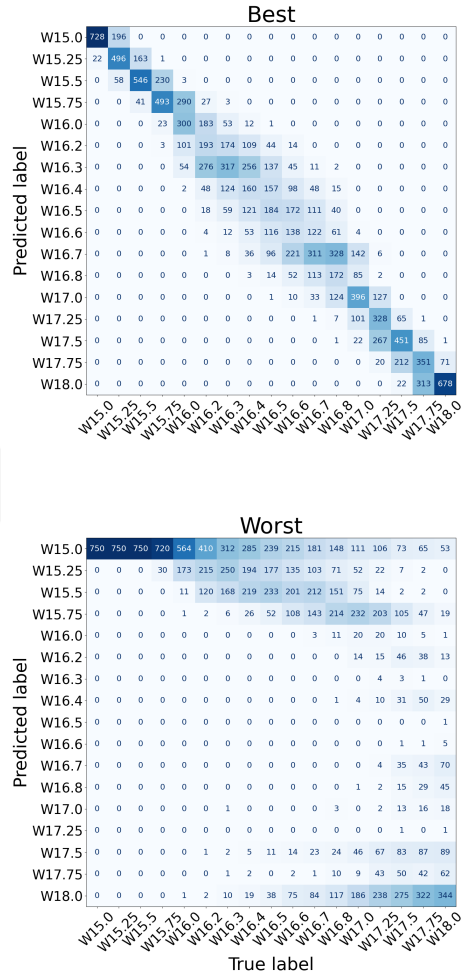 Best
W15.0 728 196 0 0 0 0 0 0 0 0 0 0 0 0 0 0 0
W15.25 22 496 163 1 0 0 0 0 0 0 0 0 0 0 0 0 0
W15.5 0 58 546 230 3 0 0 0 0 0 0 0 0 0 0 0 0
W15.75 0 0 41 493 290 27 3 0 0 0 0 0 0 0 0 0 0
W16.0 0 0 0 23 300 183 53 12 1 0 0 0 0 0 0 0 0
W16.2 0 0 0 3 101 193 174 109 44 14 0 0 0 0 0 0 0
W16.3 0 0 0 0 54 276 317 256 137 45 11 2 0 0 0 0 0
W16.4 0 0 0 0 2 48 124 160 157 98 48 15 0 0 0 0 0
W16.5 0 0 0 0 0 18 59 121 184 172 111 40 0 0 0 0 0
W16.6 0 0 0 0 0 4 12 53 116 138 122 61 4 0 0 0 0
W16.7 0 0 0 0 0 1 8 36 96 221 311 328 142 6 0 0 0
W16.8 0 0 0 0 0 0 0 3 14 52 113 172 85 2 0 0 0
W17.0 0 0 0 0 0 0 0 0 1 10 33 124 396 127 0 0 0
W17.25 0 0 0 0 0 0 0 0 0 0 1 7 101 328 65 1 0
W17.5 0 0 0 0 0 0 0 0 0 0 0 1 22 267 451 85 1
W17.75 0 0 0 0 0 0 0 0 0 0 0 0 0 20 212 351 71
W18.0 0 0 0 0 0 0 0 0 0 0 0 0 0 0 22 313 678
Predicted label
W15.0 W15.25 W15.5 W15.75 W16.0 W16.2 W16.3 W16.4 W16.5 W16.6 W16.7 W16.8 W17.0 W17.25 W17.5 W17.75 W18.0
Worst
W15.0 750 750 750 720 564 410 312 285 239 215 181 148 111 106 73 65 53
W15.25 0 0 0 30 173 215 250 194 177 135 103 71 52 22 7 2 0
W15.5 0 0 0 0 11 120 168 219 233 201 212 151 75 14 2 2 0
W15.75 0 0 0 0 1 2 6 26 52 108 143 214 232 203 105 47 19
W16.0 0 0 0 0 0 0 0 0 0 0 3 11 20 20 10 5 1
W16.2 0 0 0 0 0 0 0 0 0 0 0 0 14 15 46 38 13
W16.3 0 0 0 0 0 0 0 0 0 0 0 0 0 4 3 1 0
W16.4 0 0 0 0 0 0 0 0 0 0 0 1 4 10 31 50 29
W16.5 0 0 0 0 0 0 0 0 0 0 0 0 0 0 0 0 1
W16.6 0 0 0 0 0 0 0 0 0 0 0 0 0 1 1 5
W16.7 0 0 0 0 0 0 0 0 0 0 0 0 0 4 35 43 70
W16.8 0 0 0 0 0 0 0 0 0 0 0 0 1 2 15 29 45
W17.0 0 0 0 0 0 0 1 0 0 0 0 3 0 2 13 16 18
W17.25 0 0 0 0 0 0 0 0 0 0 0 0 0 0 1 0 1
W17.5 0 0 0 0 0 1 2 5 11 14 23 24 46 67 83 87 89
W17.75 0 0 0 0 0 0 1 2 0 2 1 10 9 43 50 42 62
W18.0 0 0 0 0 1 2 10 19 38 75 84 117 186 238 275 322 344
Predicted label
W15.0 W15.25 W15.5 W15.75 W16.0 W16.2 W16.3 W16.4 W16.5 W16.6 W16.7 W16.8 W17.0 W17.25 W17.5 W17.75 W18.0
True label